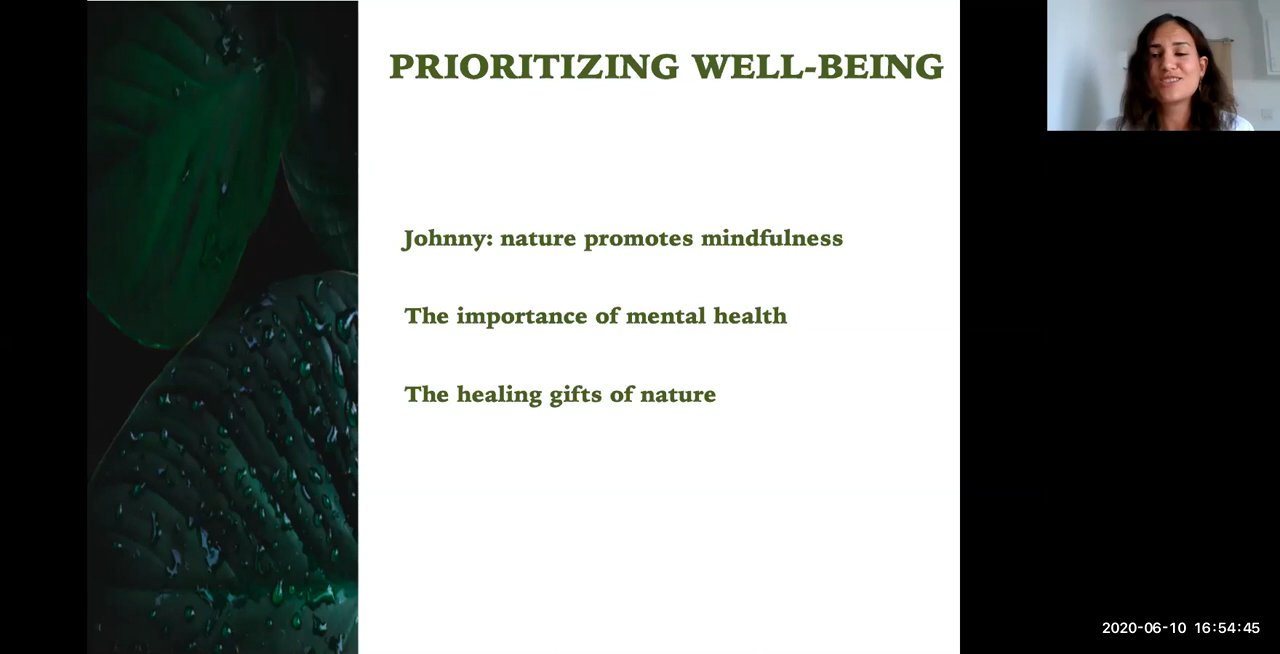 PRIORITIZING WELL-BEING
Johnny: nature promotes mindfulness
The importance of mental health
The healing gifts of nature
2020-06-10 16:54:45